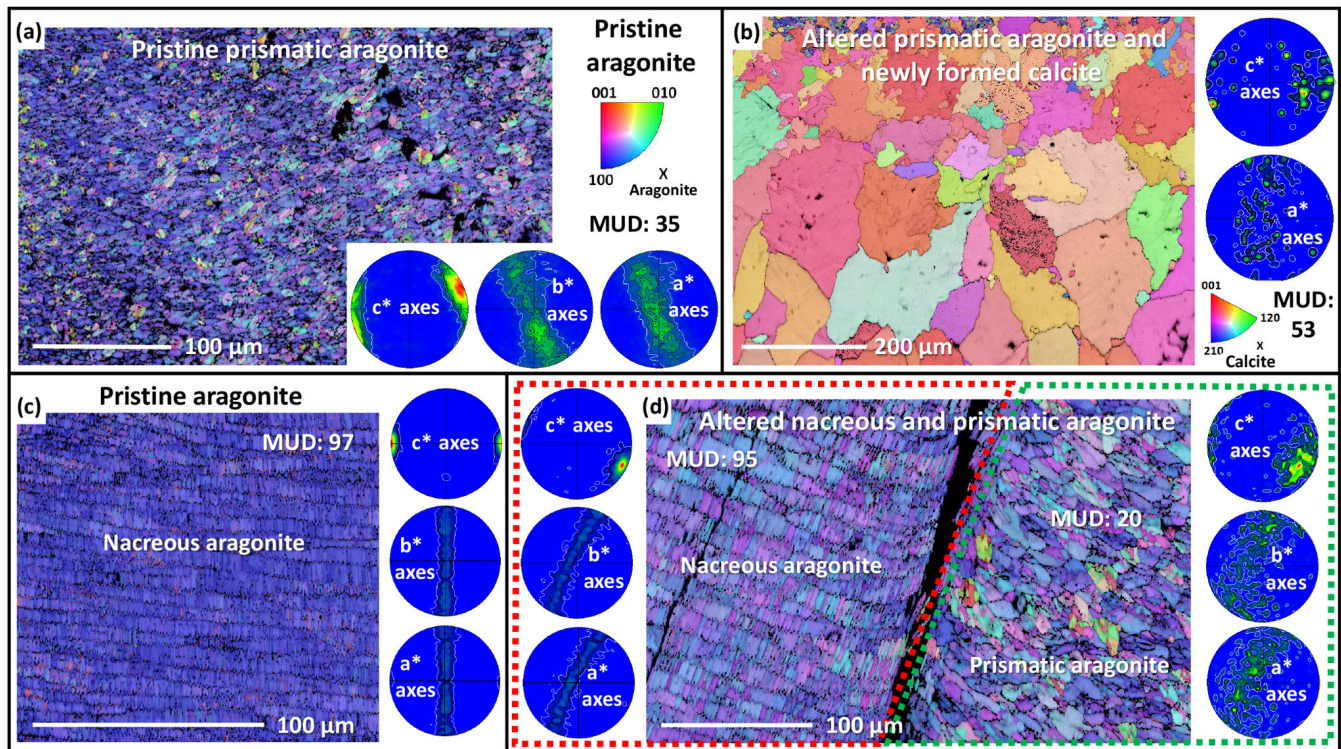 (a)
Pristine prismatic aragonite
Pristine
aragonite
001
010
100
X
Aragonite
MUD: 35
c* axes
b*
axes
a*
axes
100 µm
(b)
Altered prismatic aragonite and
newly formed calcite
c*
axes
a*
axes
001
120
210
X
Calcite
MUD:
53
200 µm
(c)
Pristine aragonite
MUD: 97
Nacreous aragonite
c* axes
b*
axes
a*
axes
100 µm
(d)
Altered nacreous and prismatic aragonite
MUD: 95
c* axes
b*
axes
a*
axes
Nacreous aragonite
MUD: 20
Prismatic aragonite
100 µm
c*
axes
b*
axes
a*
axes